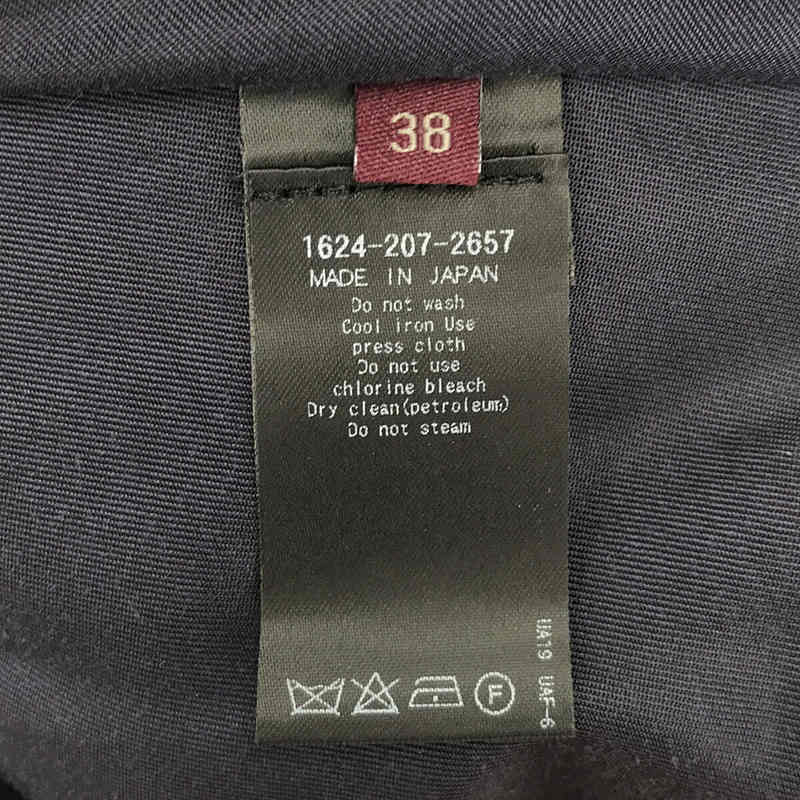 38
1624-207-2657
MADE IN JAPAN
Do not wash
Cool iron Use
press cloth
Do not use
chlorine bleach
Dry clean(petroleum)
Do not steam
UA19 UAF-6
F